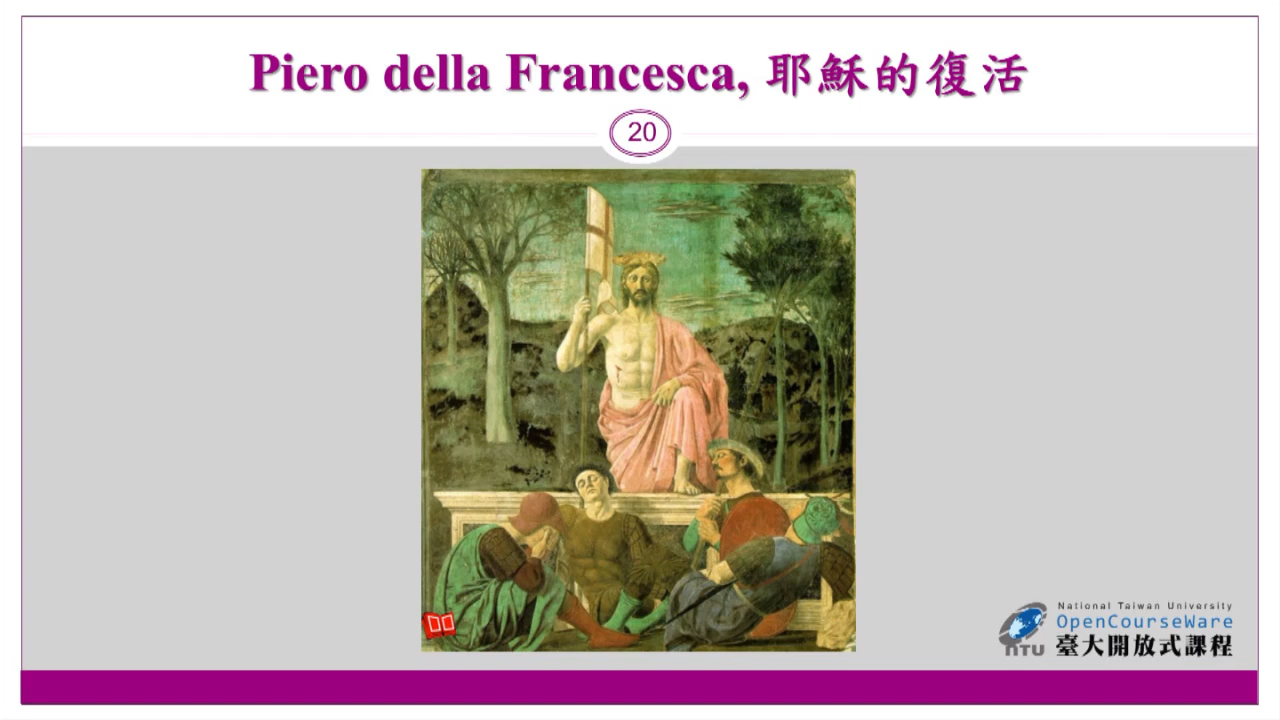 Piero della Francesca, 耶穌的復活
20
National Taiwan University
OpenCourseWare
NTU
臺大開放式課程